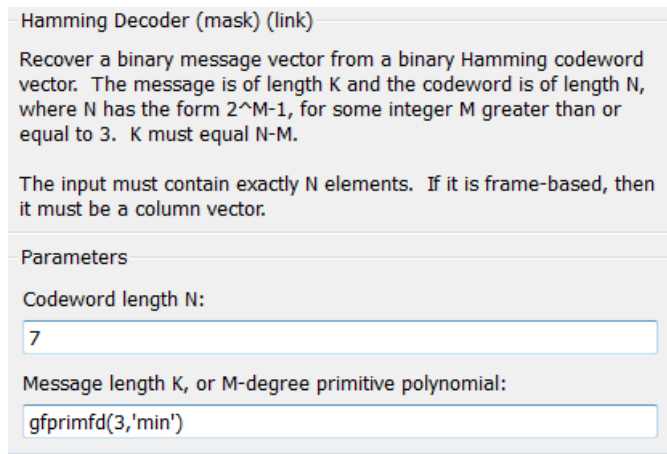 Hamming Decoder (mask) (link)
Recover a binary message vector from a binary Hamming codeword
vector.  The message is of length K and the codeword is of length N,
where N has the form 2^M-1, for some integer M greater than or
equal to 3.  K must equal N-M.
The input must contain exactly N elements.  If it is frame-based, then
it must be a column vector.
Parameters
Codeword length N:
7
Message length K, or M-degree primitive polynomial:
gfprimfd(3,'min')